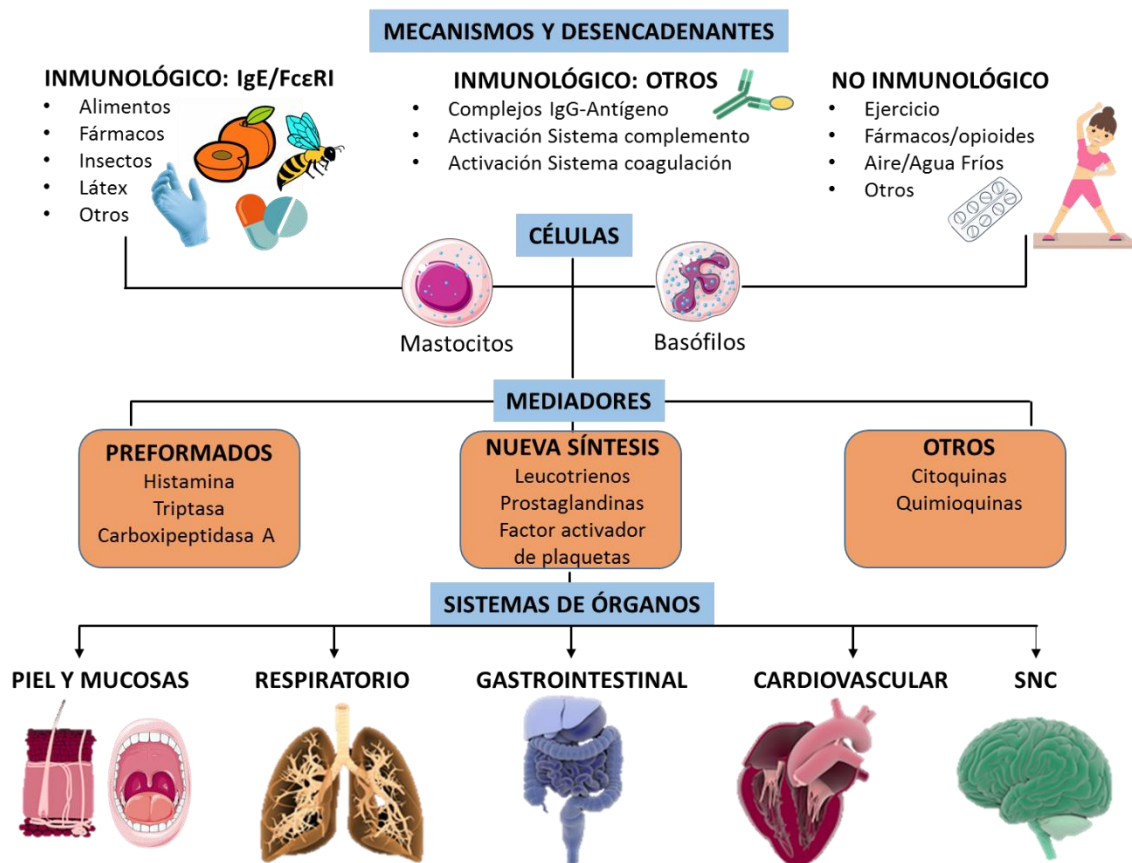 MECANISMOS Y DESENCADENANTES
INMUNOLÓGICO: IgE/FcεRI
• Alimentos
• Fármacos
• Insectos
• Látex
• Otros
INMUNOLÓGICO: OTROS
• Complejos IgG-Antígeno
• Activación Sistema complemento
• Activación Sistema coagulación
NO INMUNOLÓGICO
• Ejercicio
• Fármacos/opioides
• Aire/Agua Fríos
• Otros
CÉLULAS
Mastocitos
Basófilos
MEDIADORES
PREFORMADOS
Histamina
Triptasa
Carboxipeptidasa A
NUEVA SÍNTESIS
Leucotrienos
Prostaglandinas
Factor activador
de plaquetas
OTROS
Citoquinas
Quimioquinas
SISTEMAS DE ÓRGANOS
PIEL Y MUCOSAS
RESPIRATORIO
GASTROINTESTINAL
CARDIOVASCULAR
SNC